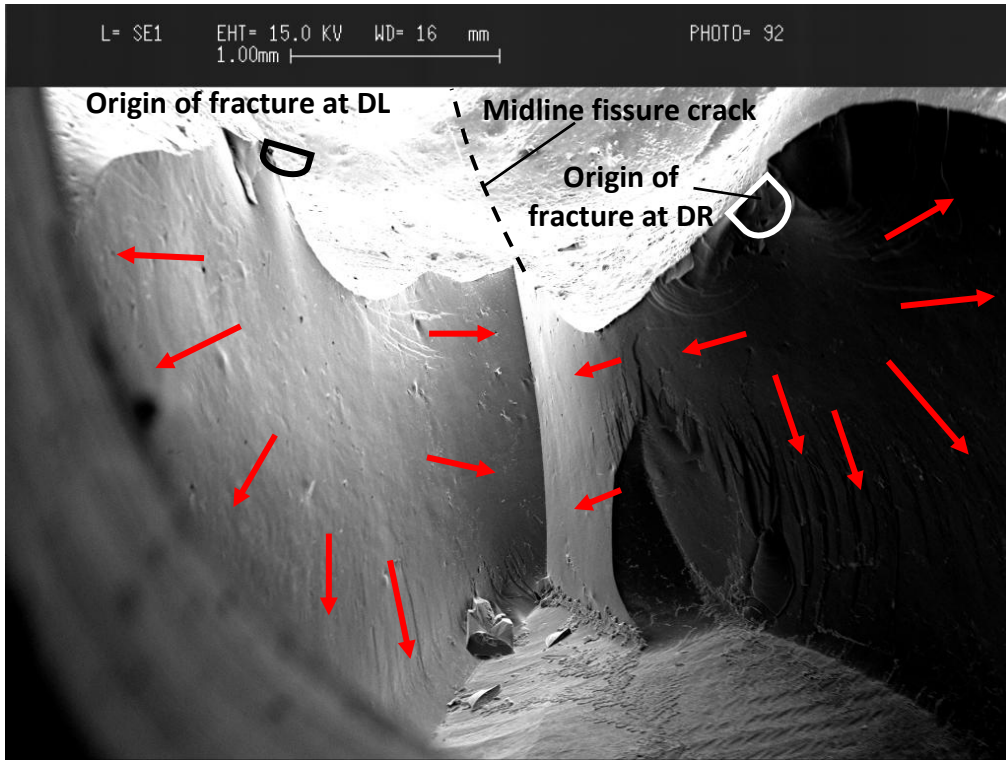 L= SE1 EHT= 15.0 KV WD= 16 mm PHOTO= 92
1.00mm
Origin of fracture at DL
Midline fissure crack
Origin of
fracture at DR